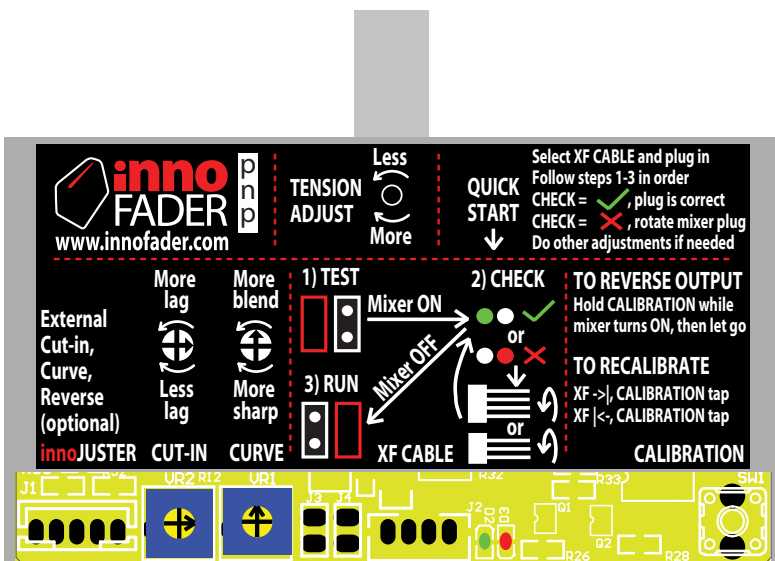 inno
FADER
pnp
www.innofader.com
TENSION
ADJUST
Less
More
QUICK
START
Select XF CABLE and plug in
Follow steps 1-3 in order
CHECK = , plug is correct
CHECK = , rotate mixer plug
Do other adjustments if needed
External
Cut-in,
Curve,
Reverse
(optional)
innoJUSTER
More
lag
Less
lag
CUT-IN
More
blend
More
sharp
CURVE
1) TEST
Mixer ON
2) CHECK
or
Mixer OFF
3) RUN
or
XF CABLE
TO REVERSE OUTPUT
Hold CALIBRATION while
mixer turns ON, then let go
TO RECALIBRATE
XF ->|, CALIBRATION tap
XF |<-, CALIBRATION tap
CALIBRATION
J1
VR2
R12
VR1
J3
J4
R32
J2
D2
D3
Q1
R33
Q2
R26
R28
SW1